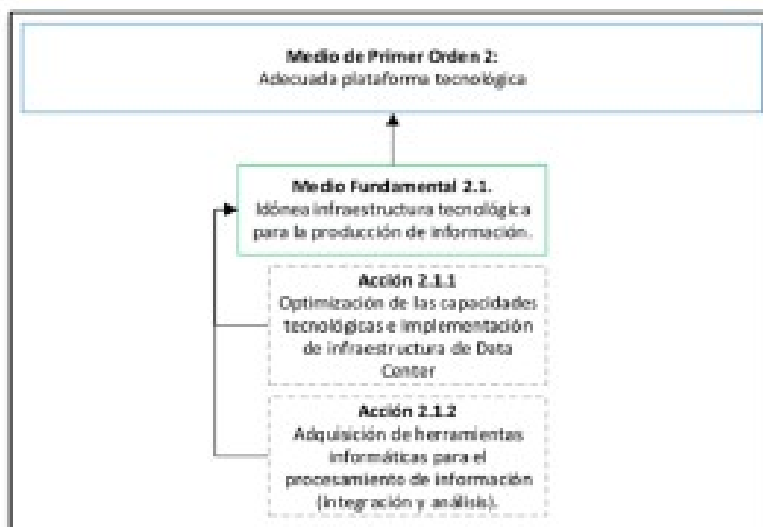 Medio de Primer Orden 2:
Adecuada plataforma tecnológica
Medio Fundamental 2.1.
Idónea infraestructura tecnológica
para la producción de información.
Acción 2.1.1
Optimización de las capacidades
tecnológicas e implementación
de infraestructura de Data
Center
Acción 2.1.2
Adquisición de herramientas
informáticas para el
procesamiento de información
(integración y análisis).